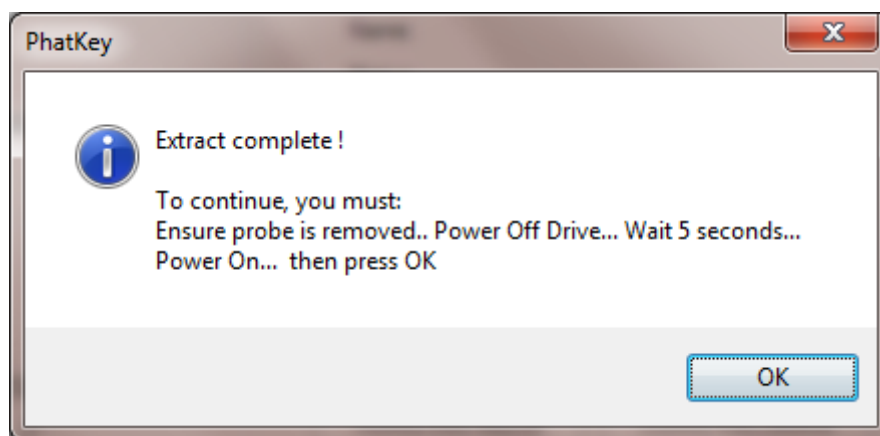 PhatKey
Extract complete !
To continue, you must:
Ensure probe is removed.. Power Off Drive... Wait 5 seconds...
Power On... then press OK
OK